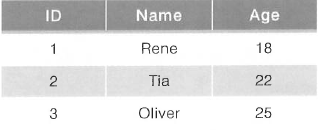 ID Name Age
1 Rene 18
2 Tia 22
3 Oliver 25